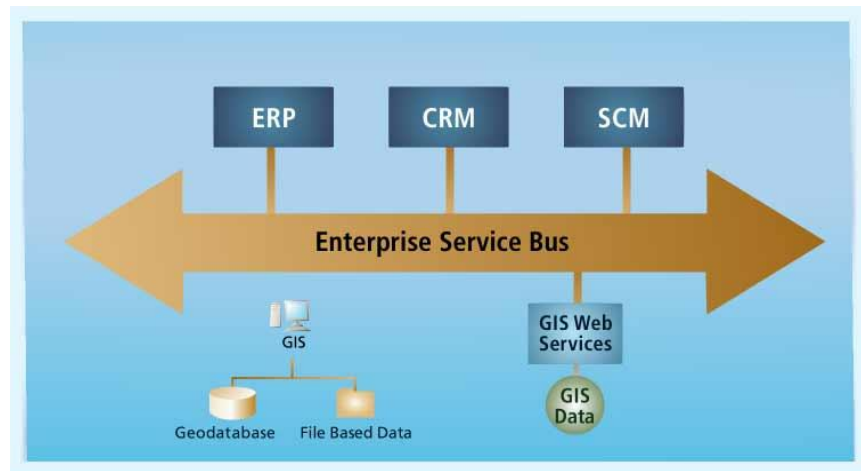 ERP
CRM
SCM
Enterprise Service Bus
GIS
Geodatabase
File Based Data
GIS Web
Services
GIS
Data